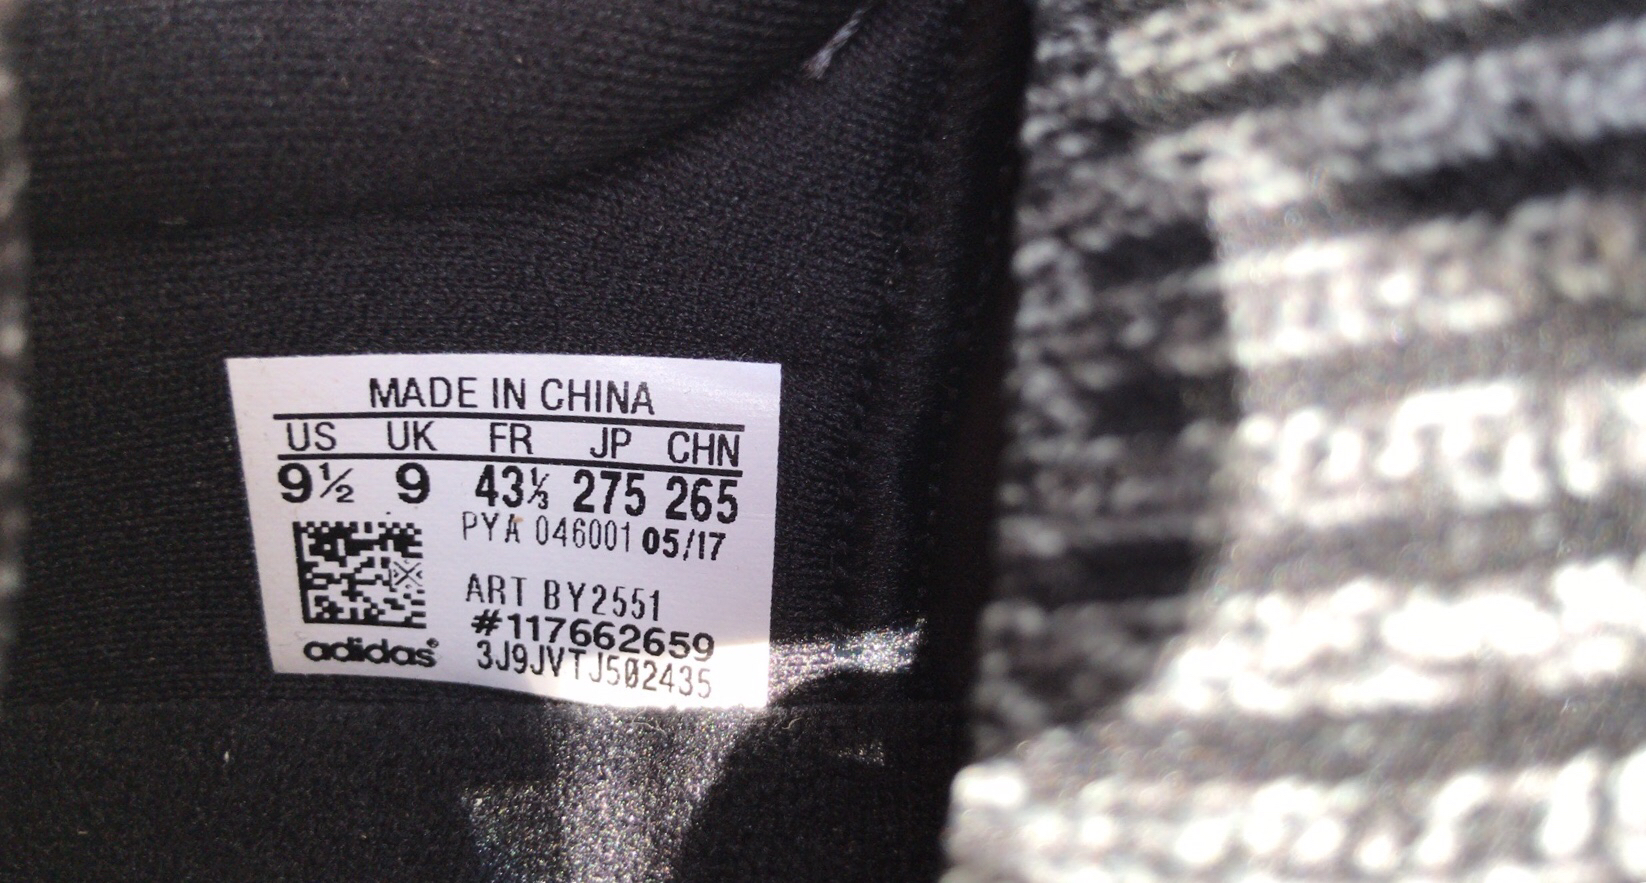 MADE IN CHINA
US UK FR JP CHN
9½ 9 43⅓ 275 265
PYA 046001 05/17
ART BY2551
#117662659
3J9JVTJ502435
adidas®